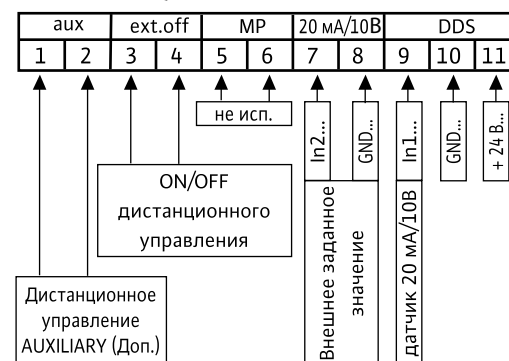 aux ext.off MP 20 мА/10В DDS
1 2 3 4 5 6 7 8 9 10 11
не исп.
In2...
GND...
In1...
GND...
+ 24 В...
ON/OFF
дистанционного
управления
Внешнее заданное
значение
датчик 20 мА/10В
Дистанционное
управление
AUXILIARY (Доп.)